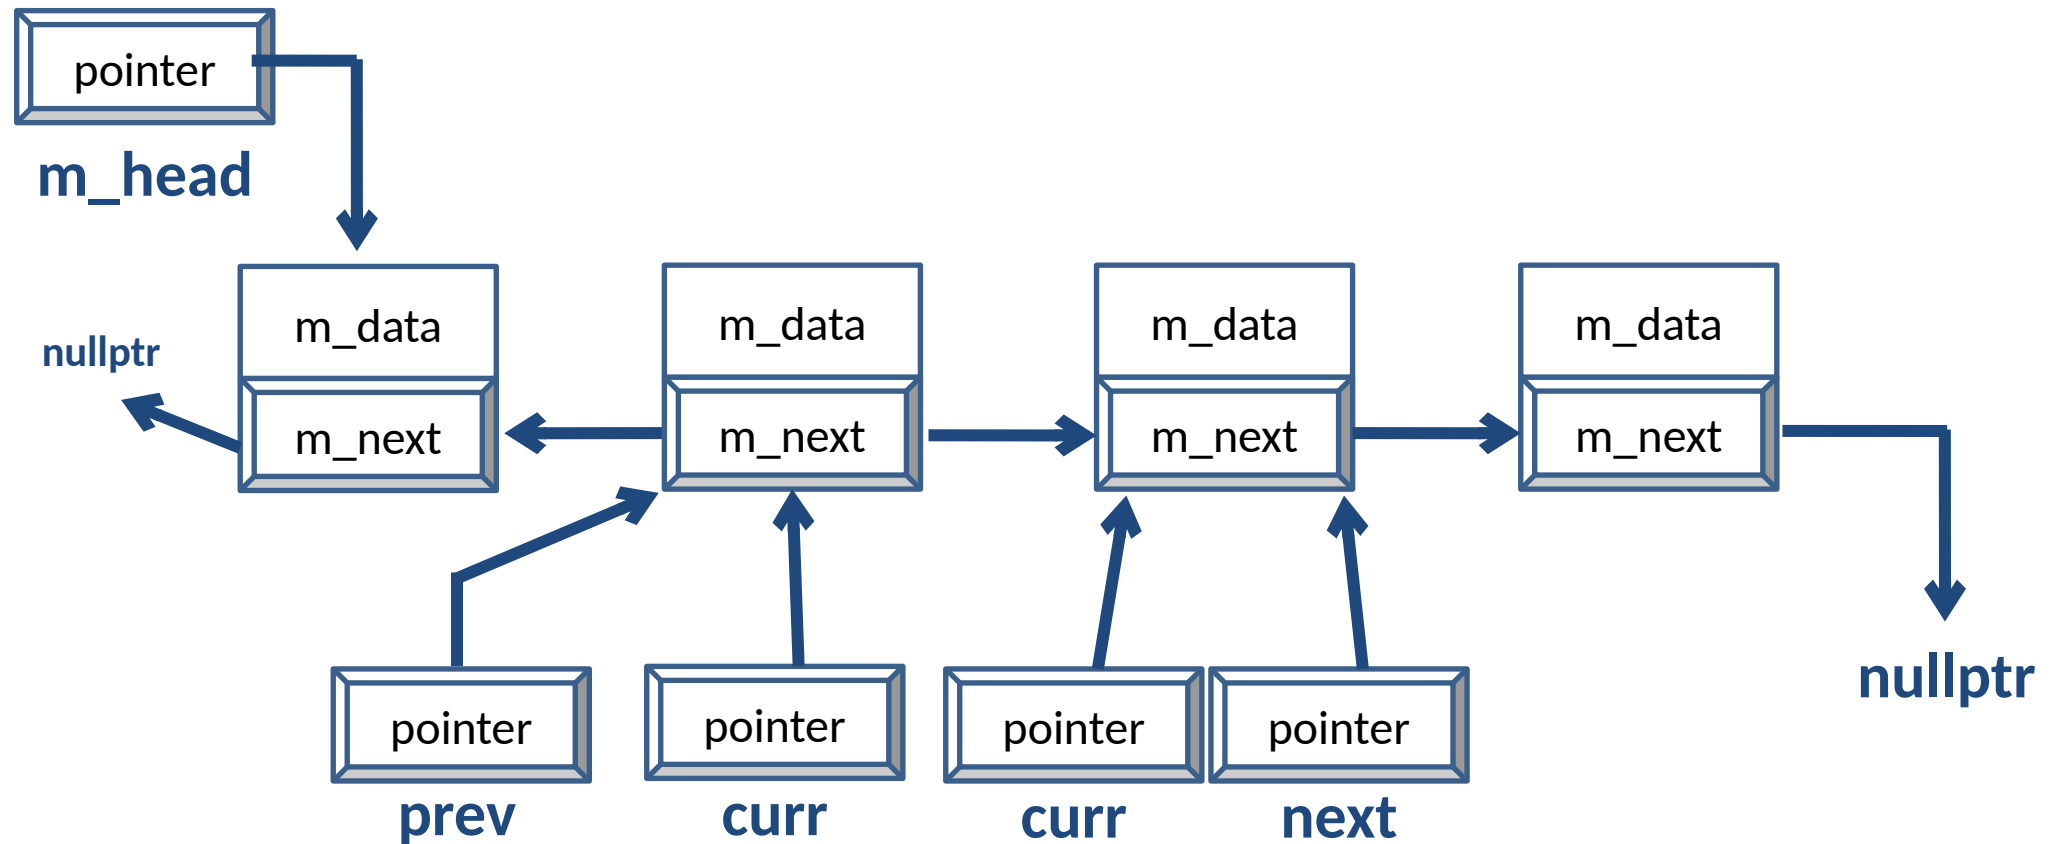 pointer
m_head
m_data
m_data
m_data
m_data
nullptr
m_next
m_next
m_next
m_next
nullptr
pointer
pointer
pointer
pointer
prev
curr
curr
next